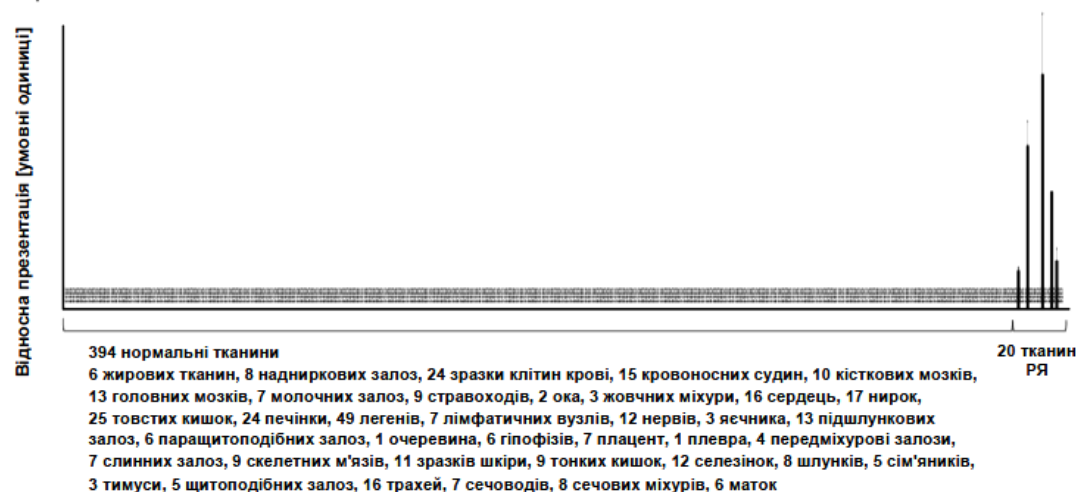 Відносна презентація [умовні одиниці]
394 нормальні тканини
20 тканин
РЯ
6 жирових тканин, 8 надниркових залоз, 24 зразки клітин крові, 15 кровоносних судин, 10 кісткових мозків,
13 головних мозків, 7 молочних залоз, 9 стравоходів, 2 ока, 3 жовчних міхури, 16 сердець, 17 нирок,
25 товстих кишок, 24 печінки, 49 легенів, 7 лімфатичних вузлів, 12 нервів, 3 яєчника, 13 підшлункових
залоз, 6 паращитоподібних залоз, 1 очеревина, 6 гіпофізів, 7 плацент, 1 плевра, 4 передміхурові залози,
7 слинних залоз, 9 скелетних м'язів, 11 зразків шкіри, 9 тонких кишок, 12 селезінок, 8 шлунків, 5 сім'яників,
3 тимуси, 5 щитоподібних залоз, 16 трахей, 7 сечоводів, 8 сечових міхурів, 6 маток